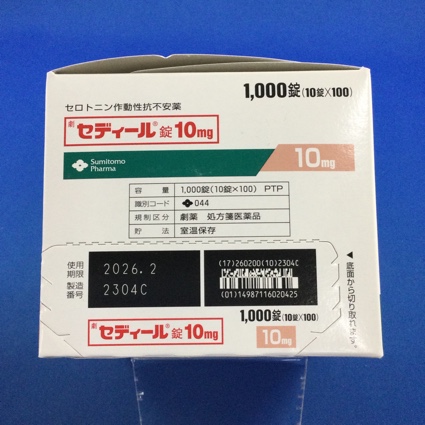 1,000錠(10錠×100)
セロトニン作動性抗不安薬
劇 セディール®錠10mg
Sumitomo
Pharma
10mg
容量 1,000錠(10錠×100) PTP
識別コード 044
規制区分 劇薬 処方箋医薬品
貯法 室温保存
使用
期限 2026.2
製造
番号 2304C
(17)260200(10)2304C
(01)14987116020425
▲底面から切り取れます。
1,000錠(10錠×100)
劇 セディール®錠10mg
10mg